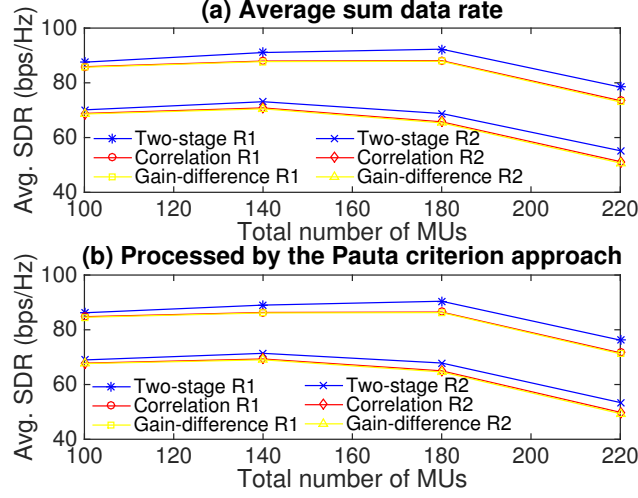 (a) Average sum data rate
Avg. SDR (bps/Hz)
100
80
60
40
Two-stage R1
Two-stage R2
Correlation R1
Correlation R2
Gain-difference R1
Gain-difference R2
100 120 140 160 180 200 220
Total number of MUs
(b) Processed by the Pauta criterion approach
Avg. SDR (bps/Hz)
100
80
60
40
Two-stage R1
Two-stage R2
Correlation R1
Correlation R2
Gain-difference R1
Gain-difference R2
100 120 140 160 180 200 220
Total number of MUs